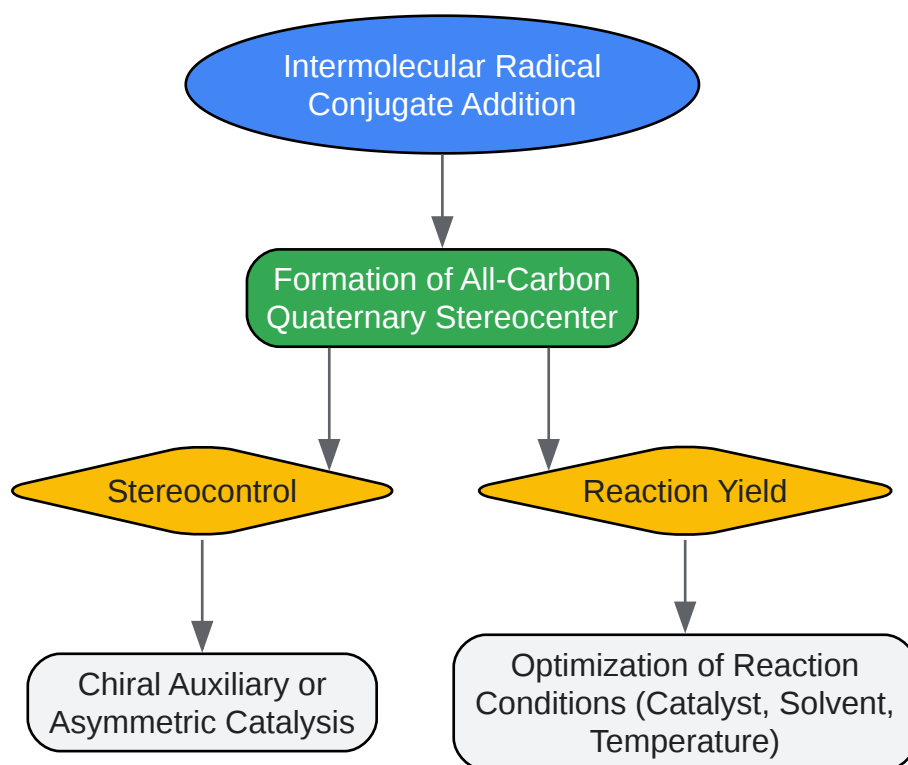 Intermolecular Radical
Conjugate Addition
Formation of All-Carbon
Quaternary Stereocenter
Stereocontrol
Reaction Yield
Chiral Auxiliary or
Asymmetric Catalysis
Optimization of Reaction
Conditions (Catalyst, Solvent,
Temperature)